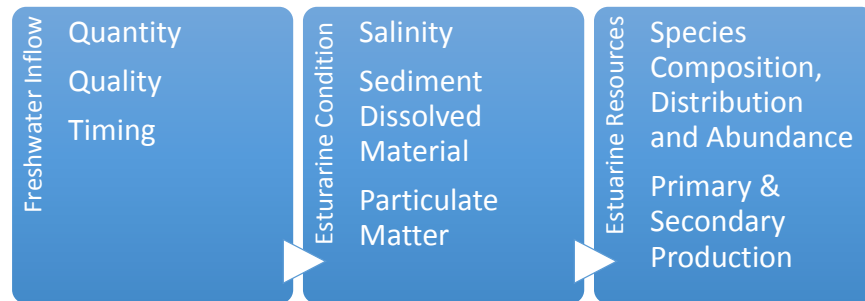 Freshwater Inflow
Quantity
Quality
Timing
Esturarine Condition
Salinity
Sediment
Dissolved
Material
Particulate
Matter
Estuarine Resources
Species
Composition,
Distribution
and Abundance
Primary &
Secondary
Production